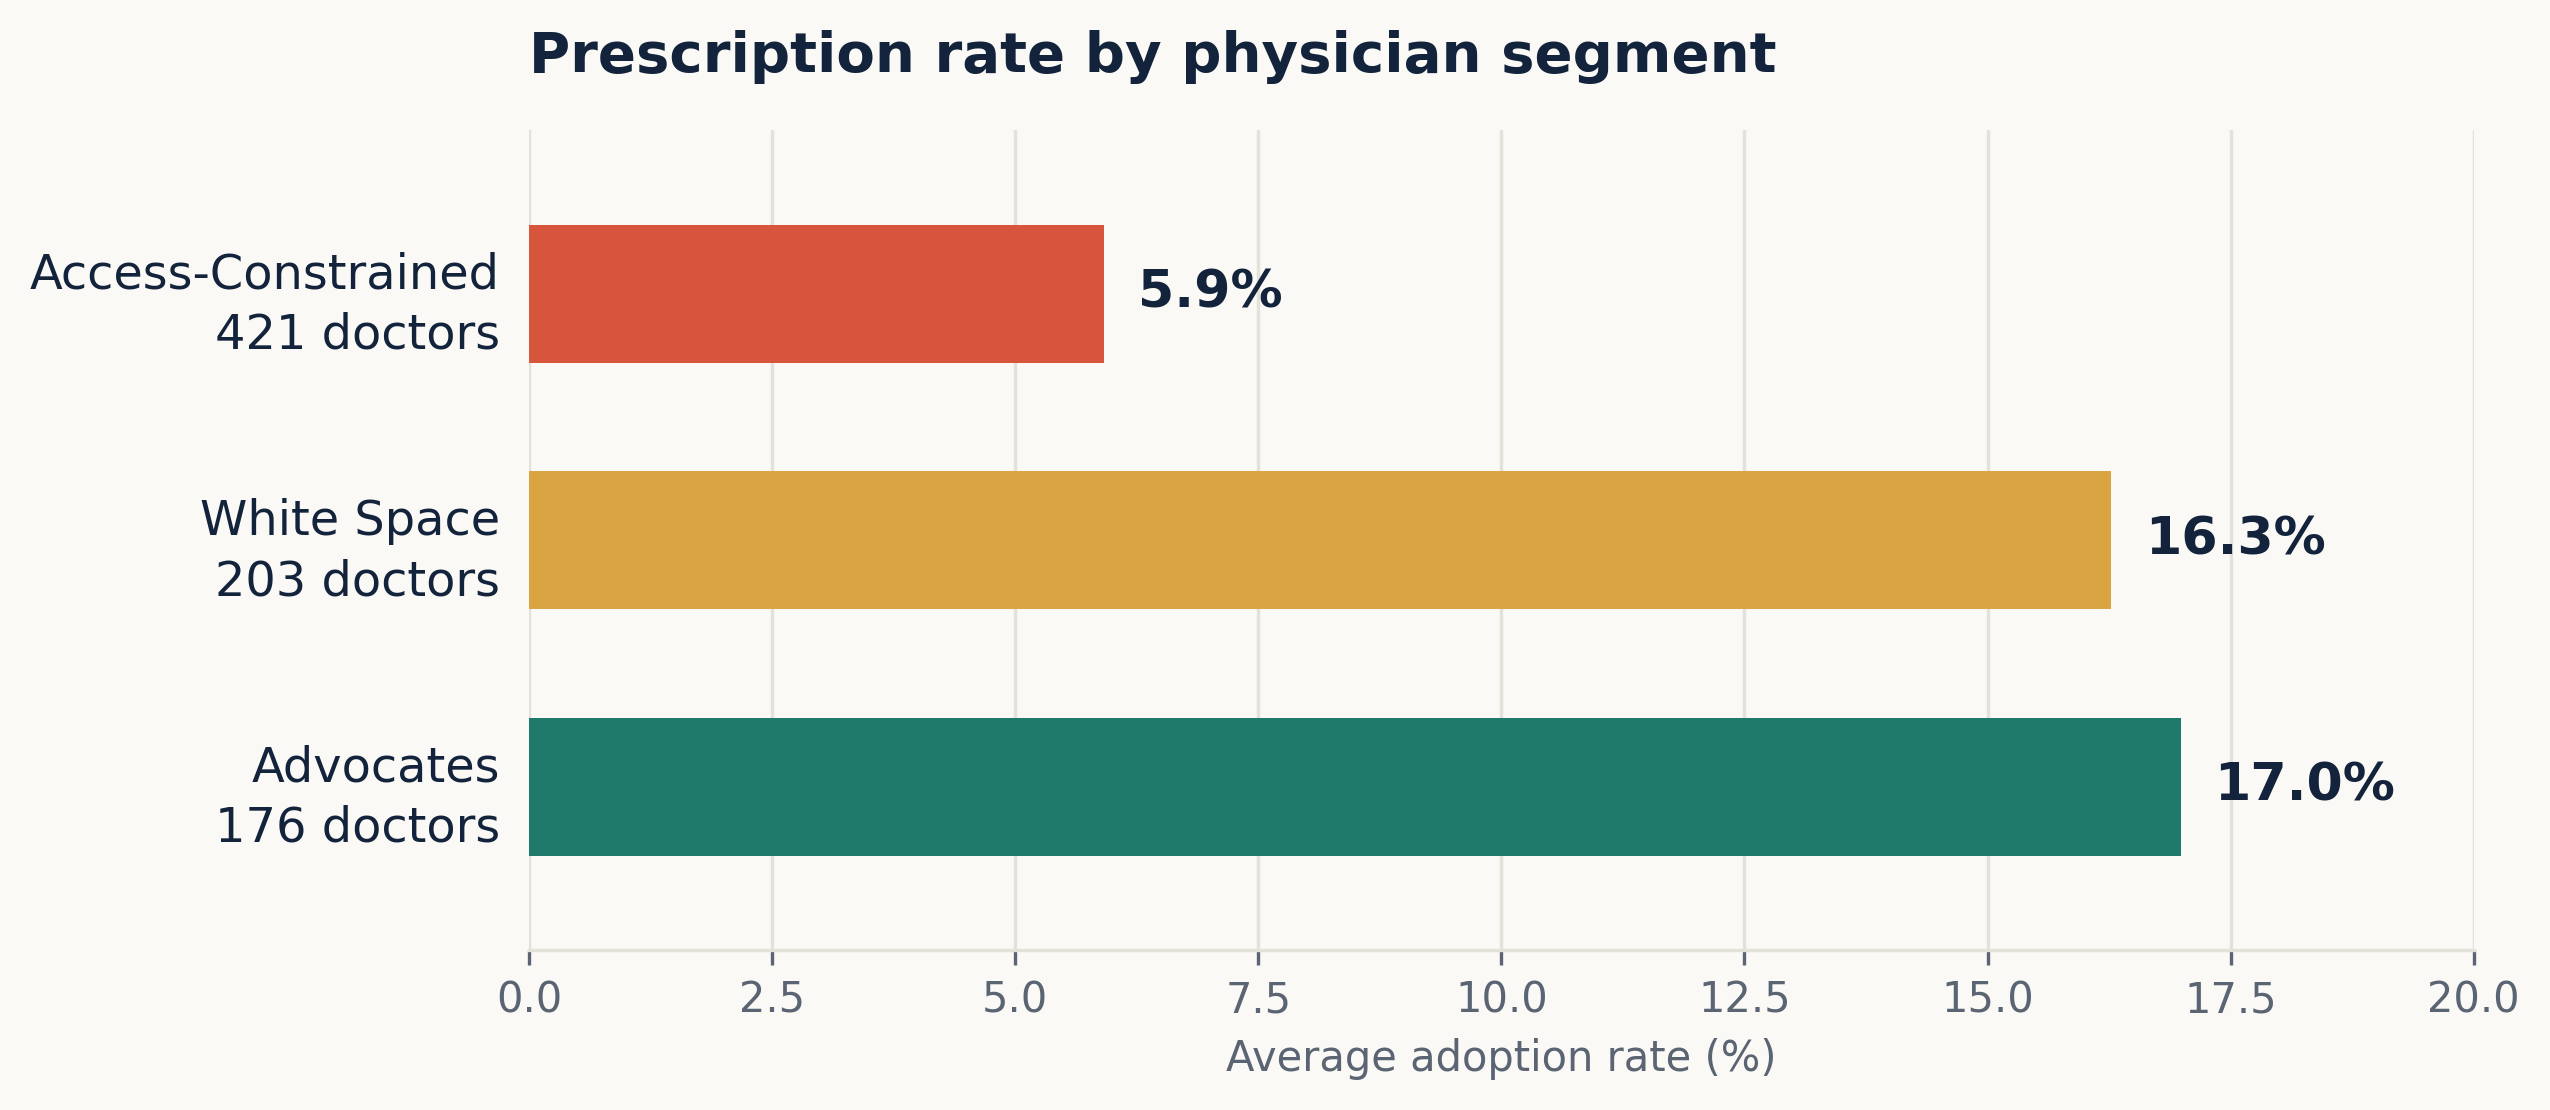 Prescription rate by physician segment
Access-Constrained
421 doctors
5.9%
White Space
203 doctors
16.3%
Advocates
176 doctors
17.0%
0.0 2.5 5.0 7.5 10.0 12.5 15.0 17.5 20.0
Average adoption rate (%)